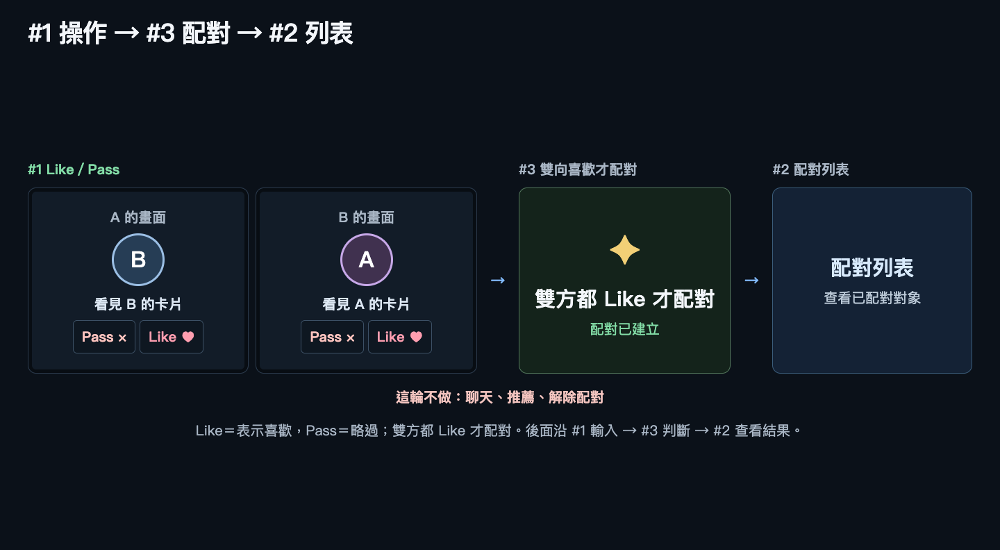 #1 操作 → #3 配對 → #2 列表
#1 Like / Pass
A 的畫面
B
看見 B 的卡片
Pass ×
Like ♥
B 的畫面
A
看見 A 的卡片
Pass ×
Like ♥
→
#3 雙向喜歡才配對
雙方都 Like 才配對
配對已建立
→
#2 配對列表
配對列表
查看已配對對象
這輪不做：聊天、推薦、解除配對
Like＝表示喜歡，Pass＝略過；雙方都 Like 才配對。後面沿 #1 輸入 → #3 判斷 → #2 查看結果。